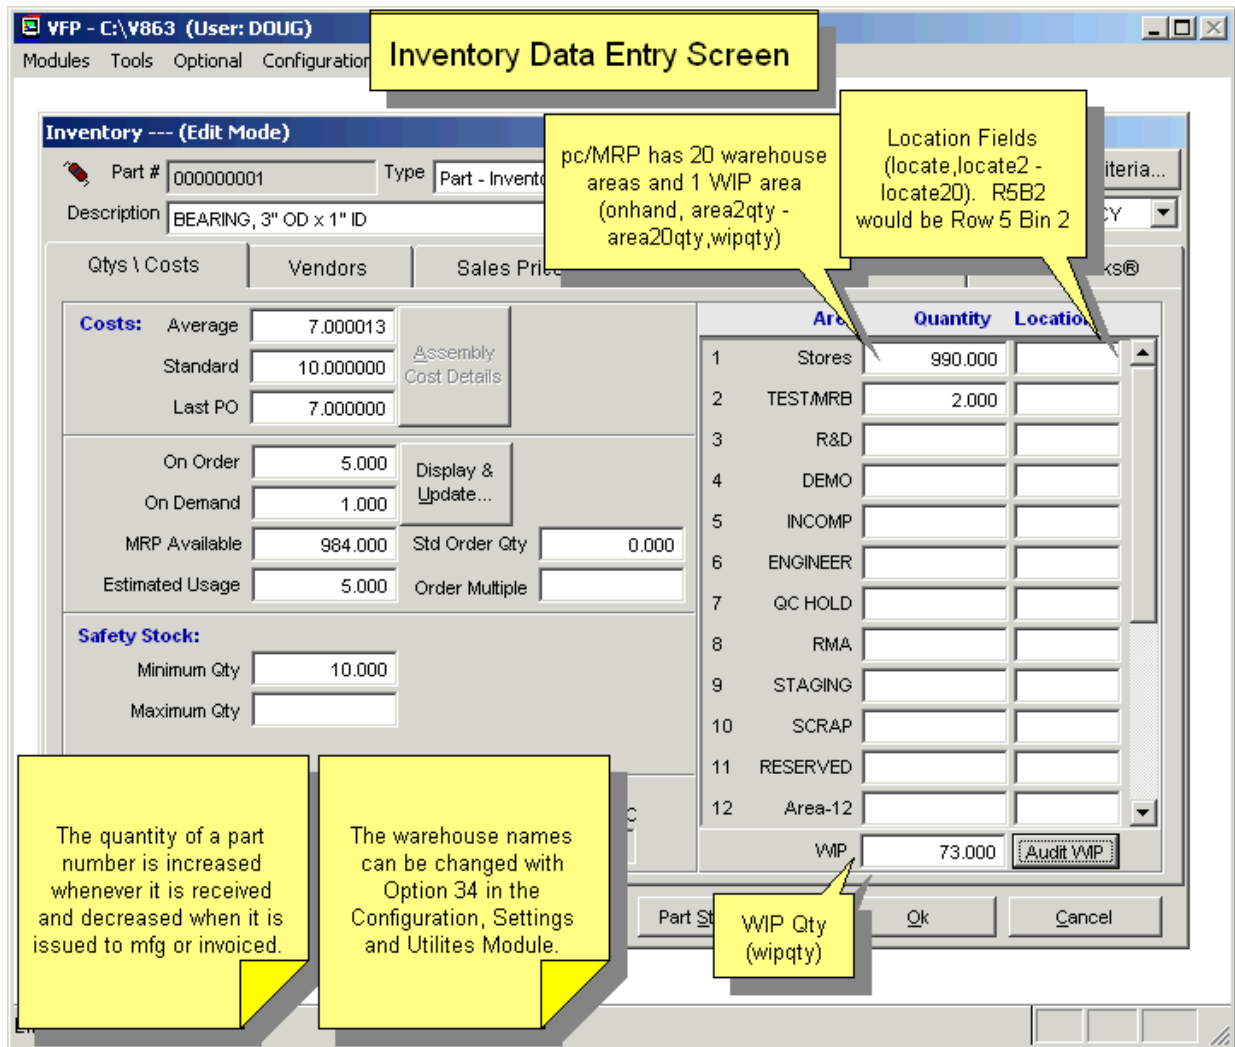 VFP - C:\V863 (User: DOUG)
Modules Tools Optional Configuration
Inventory Data Entry Screen
Inventory --- (Edit Mode)
Part # 000000001 Type Part - Invento
iteria...
Description BEARING, 3" OD x 1" ID
CY
pc/MRP has 20 warehouse
areas and 1 WIP area
(onhand, area2qty -
area20qty,wipqty)
Location Fields
(locate,locate2 -
locate20). R5B2
would be Row 5 Bin 2
Qtys \ Costs Vendors Sales Price ks®
Costs: Average 7.000013
Standard 10.000000
Last PO 7.000000
Assembly
Cost Details
On Order 5.000
On Demand 1.000
Display &
Update...
MRP Available 984.000 Std Order Qty 0.000
Estimated Usage 5.000 Order Multiple
Safety Stock:
Minimum Qty 10.000
Maximum Qty
C
Are Quantity Location
1 Stores 990.000
2 TEST/MRB 2.000
3 R&D
4 DEMO
5 INCOMP
6 ENGINEER
7 QC HOLD
8 RMA
9 STAGING
10 SCRAP
11 RESERVED
12 Area-12
WIP 73.000 Audit WIP
The quantity of a part
number is increased
whenever it is received
and decreased when it is
issued to mfg or invoiced.
The warehouse names
can be changed with
Option 34 in the
Configuration, Settings
and Utilites Module.
WIP Qty
(wipqty)
Part St Ok Cancel